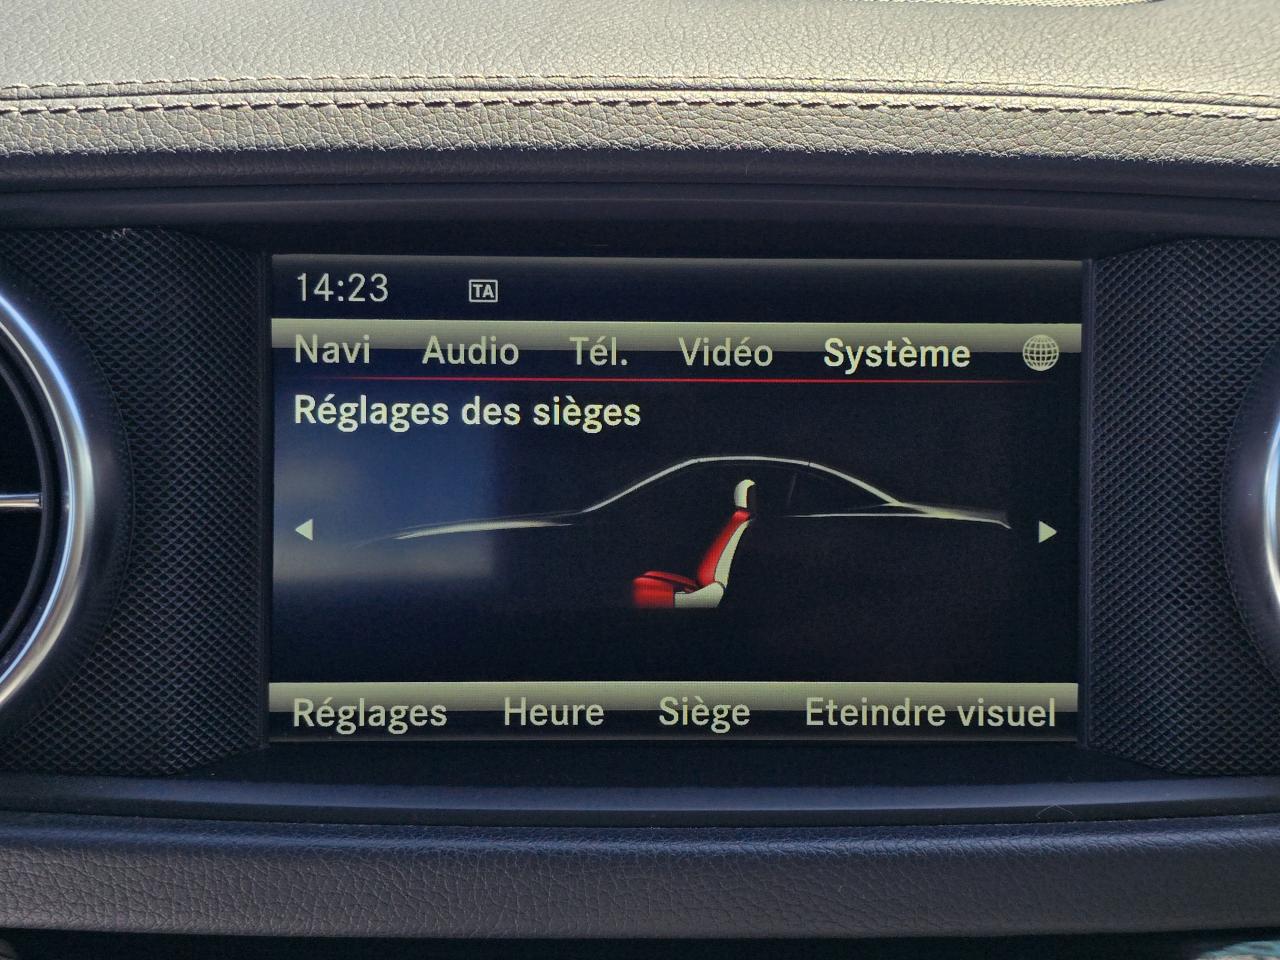 14:23 TA
Navi Audio Tél. Vidéo Système
Réglages des sièges
Réglages Heure Siège Eteindre visuel